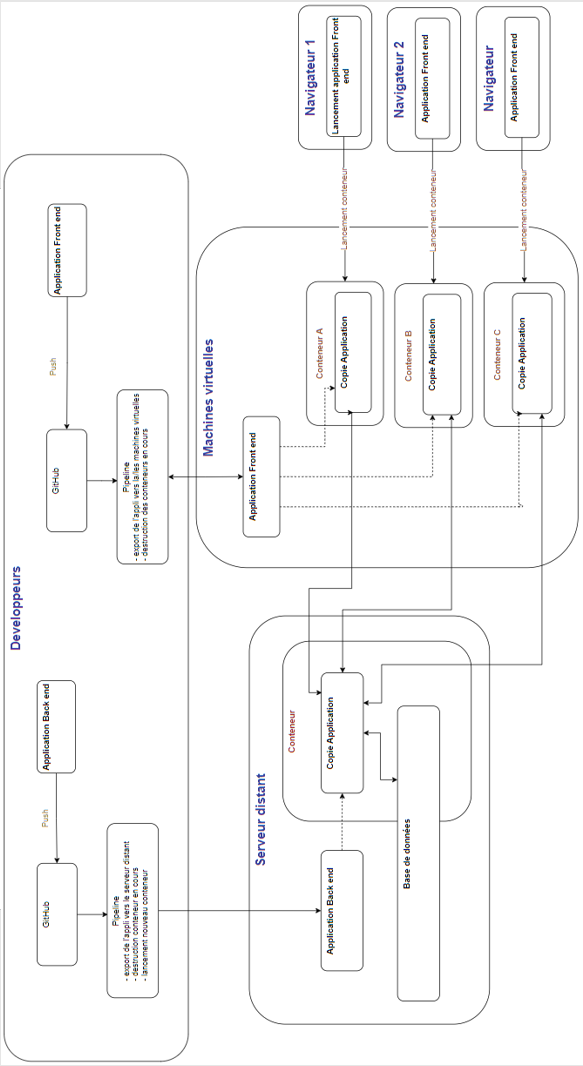 Developpeurs
Application Back end
Push
GitHub
Pipeline
- export de l'appli vers le serveur distant
- destruction conteneur en cours
- lancement nouveau conteneur
Application Front end
Push
GitHub
Pipeline
- export de l'appli vers la/les machines virtuelles
- destruction des conteneurs en cours
Serveur distant
Application Back end
Conteneur
Copie Application
Base de données
Machines virtuelles
Application Front end
Conteneur A
Copie Application
Conteneur B
Copie Application
Conteneur C
Copie Application
Lancement conteneur
Lancement conteneur
Lancement conteneur
Navigateur 1
Lancement application Front
end
Navigateur 2
Application Front end
Navigateur
Application Front end